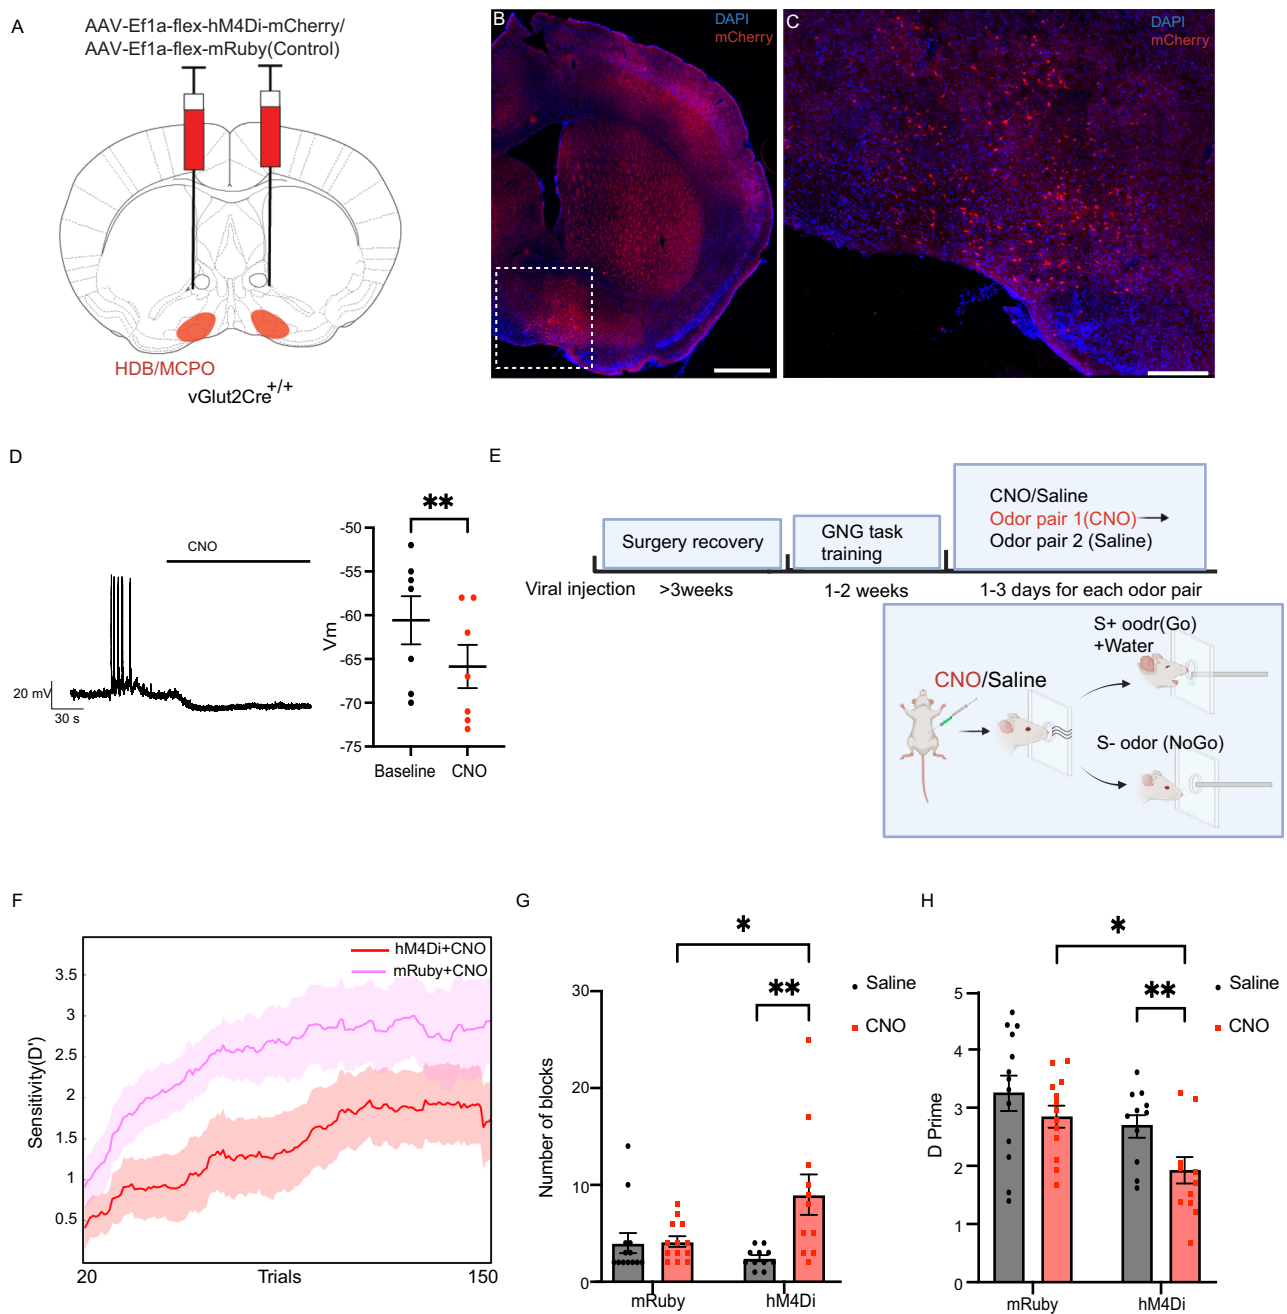 A
AAV-Ef1a-flex-hM4Di-mCherry/
AAV-Ef1a-flex-mRuby(Control)
HDB/MCPO
vGlut2Cre+/+
B
DAPI
mCherry
C
DAPI
mCherry
D
CNO
20 mV
30 s
**
Vm
-50
-55
-60
-65
-70
-75
Baseline
CNO
E
Viral injection
Surgery recovery
>3weeks
GNG task
training
1-2 weeks
CNO/Saline
Odor pair 1(CNO)
Odor pair 2 (Saline)
1-3 days for each odor pair
CNO/Saline
S+ oodr(Go)
+Water
S- odor (NoGo)
F
Sensitivity(D')
3.5
3
2.5
2
1.5
1
0.5
20
Trials
150
hM4Di+CNO
mRuby+CNO
G
*
**
Saline
CNO
Number of blocks
30
20
10
0
mRuby
hM4Di
H
*
**
Saline
CNO
D Prime
5
4
3
2
1
0
mRuby
hM4Di